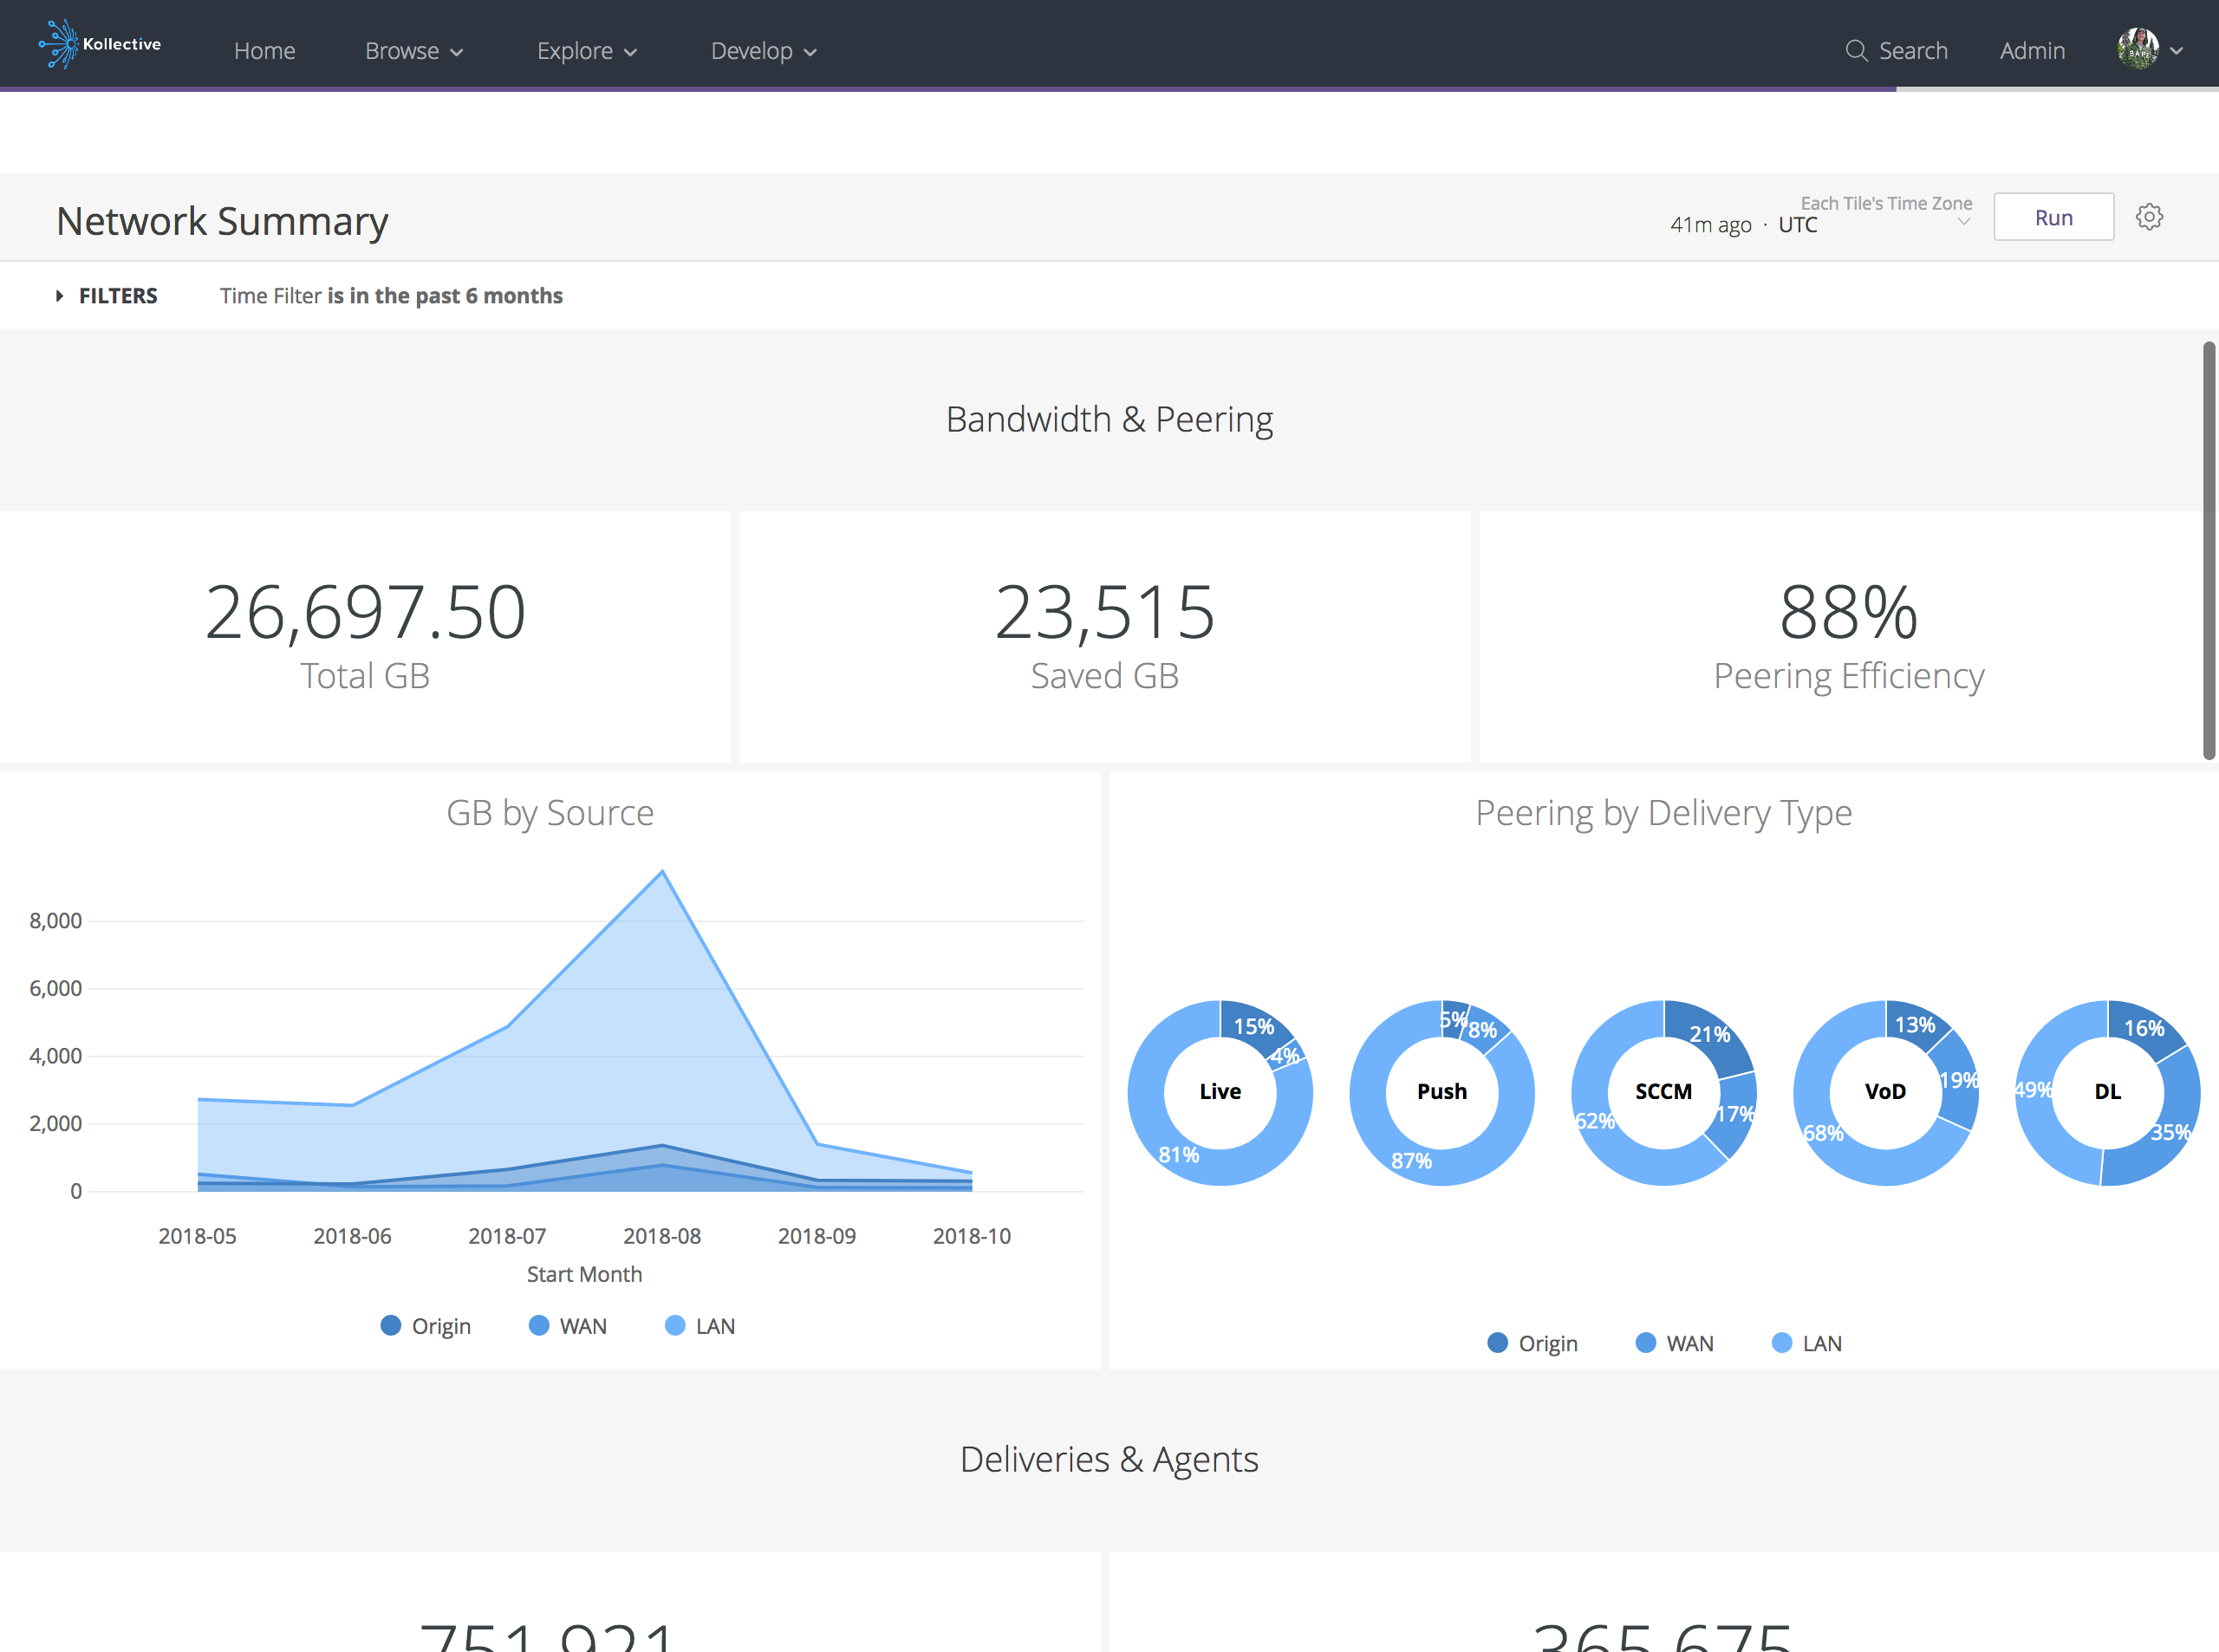 Kollective
Home
Browse
Explore
Develop
Search
Admin
Network Summary
Each Tile's Time Zone
41m ago · UTC
Run
FILTERS
Time Filter is in the past 6 months
Bandwidth & Peering
26,697.50
Total GB
23,515
Saved GB
88%
Peering Efficiency
GB by Source
8,000
6,000
4,000
2,000
0
2018-05
2018-06
2018-07
2018-08
2018-09
2018-10
Start Month
Origin
WAN
LAN
Peering by Delivery Type
15%
4%
81%
Live
5%
8%
87%
Push
21%
17%
62%
SCCM
13%
19%
68%
VoD
16%
35%
49%
DL
Origin
WAN
LAN
Deliveries & Agents
751,921
365,675